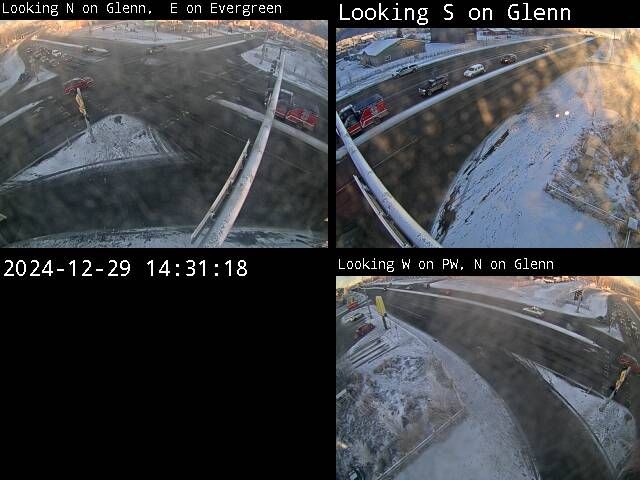 Looking N on Glenn,  E on Evergreen
Looking S on Glenn
2024-12-29 14:31:18
Looking W on PW, N on Glenn